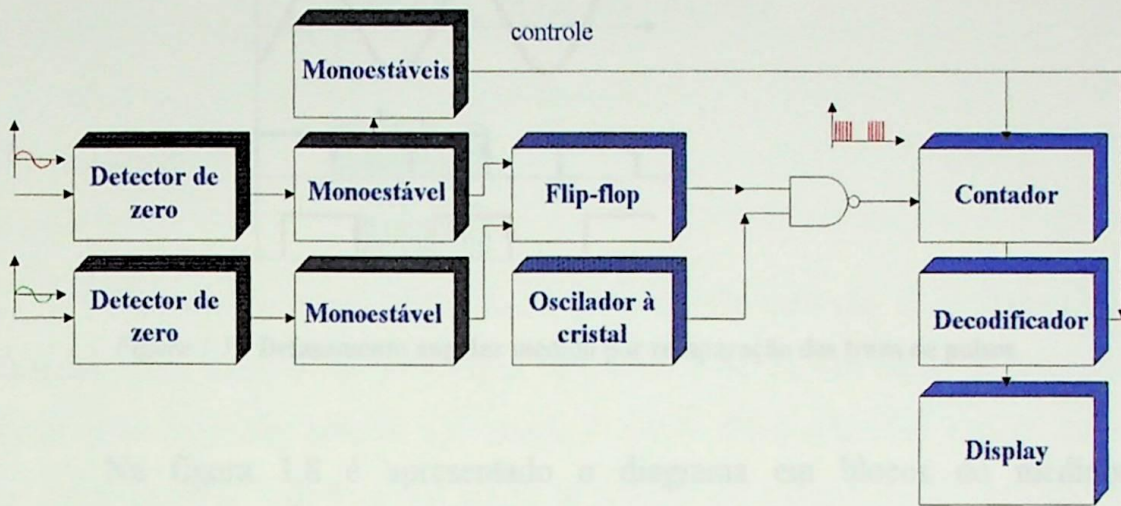 controle
Monoestáveis
Detector de
zero
Monoestável
Flip-flop
Contador
Detector de
zero
Monoestável
Oscilador à
cristal
Decodificador
Display
Na figura 1.8 é apresentado o diagrama em blocos do medidor